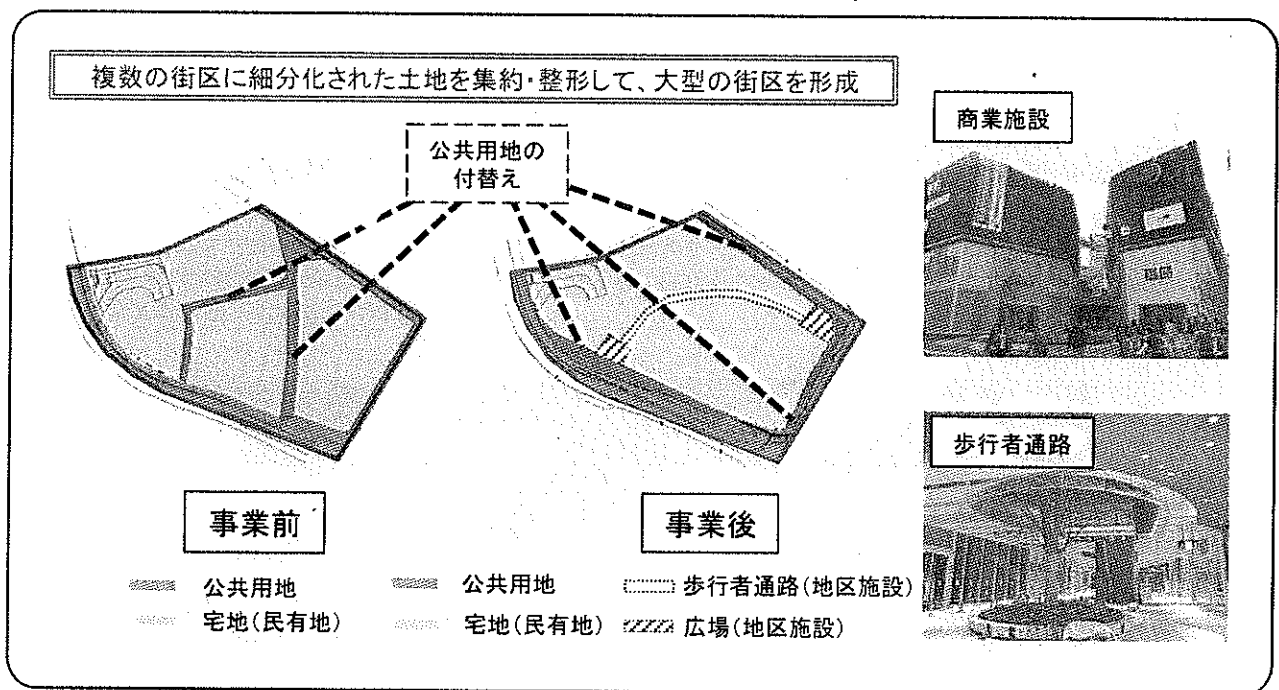 複数の街区に細分化された土地を集約・整形して、大型の街区を形成
公共用地の
付替え
商業施設
歩行者通路
事業前
事業後
公共用地
宅地(民有地)
公共用地
宅地(民有地)
歩行者通路(地区施設)
広場(地区施設)